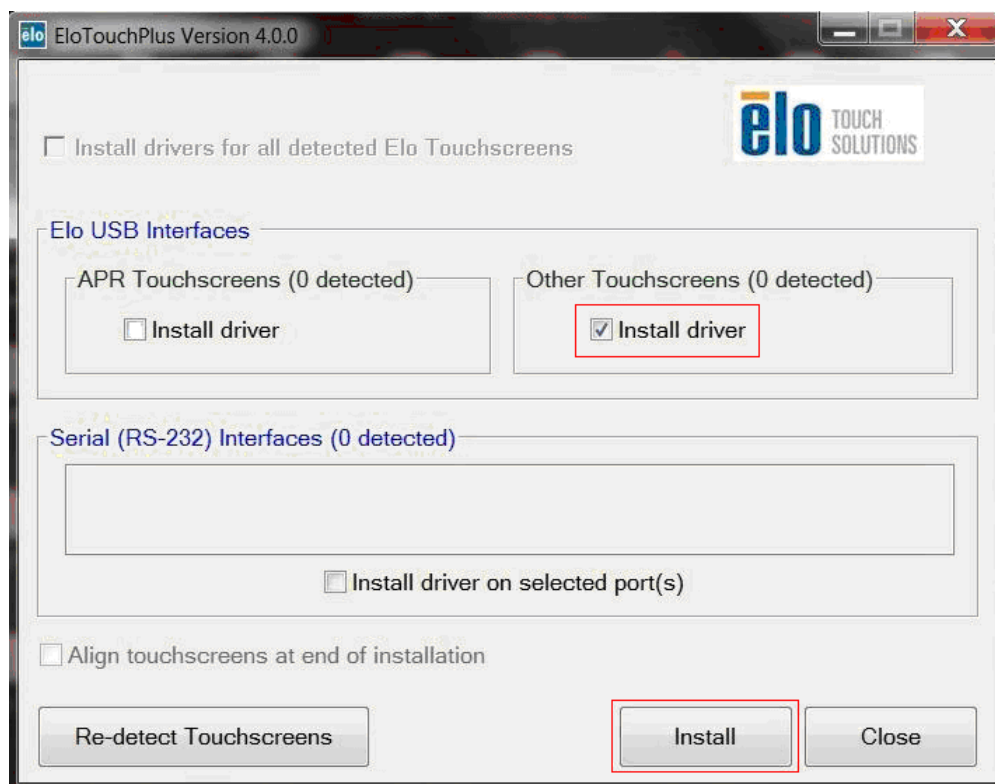 elo EloTouchPlus Version 4.0.0
elo TOUCH SOLUTIONS
Install drivers for all detected Elo Touchscreens
Elo USB Interfaces
APR Touchscreens (0 detected)
Other Touchscreens (0 detected)
Install driver
Install driver
Serial (RS-232) Interfaces (0 detected)
Install driver on selected port(s)
Align touchscreens at end of installation
Re-detect Touchscreens
Install
Close